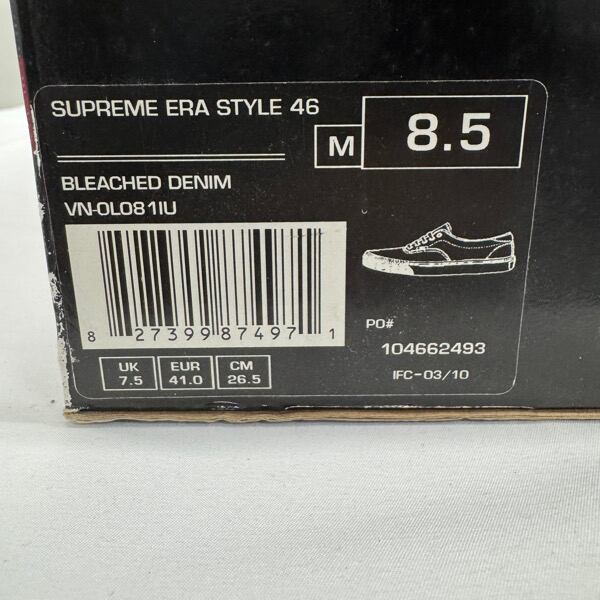 SUPREME ERA STYLE 46
M 8.5
BLEACHED DENIM
VN-0L081IU
8 27399 87497 1
PO#
104662493
IFC-03/10
UK EUR CM
7.5 41.0 26.5